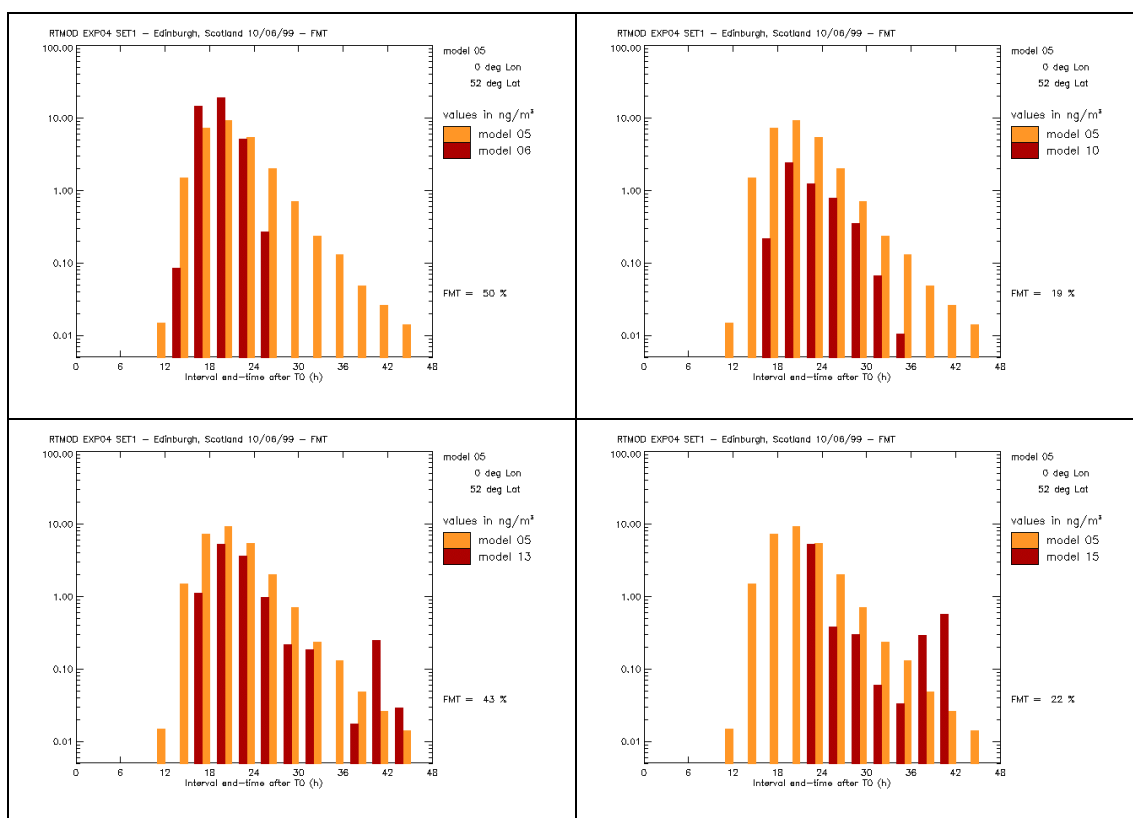 RTMOD EXP04 SET1 – Edinburgh, Scotland 10/06/99 – FMT
100.00
10.00
1.00
0.10
0.01
0 6 12 18 24 30 36 42 48
Interval end-time after T0 (h)
model 05
0 deg Lon
52 deg Lat
values in ng/m³
model 05
model 06
FMT = 50 %
RTMOD EXP04 SET1 – Edinburgh, Scotland 10/06/99 – FMT
100.00
10.00
1.00
0.10
0.01
0 6 12 18 24 30 36 42 48
Interval end-time after T0 (h)
model 05
0 deg Lon
52 deg Lat
values in ng/m³
model 05
model 10
FMT = 19 %
RTMOD EXP04 SET1 – Edinburgh, Scotland 10/06/99 – FMT
100.00
10.00
1.00
0.10
0.01
0 6 12 18 24 30 36 42 48
Interval end-time after T0 (h)
model 05
0 deg Lon
52 deg Lat
values in ng/m³
model 05
model 13
FMT = 43 %
RTMOD EXP04 SET1 – Edinburgh, Scotland 10/06/99 – FMT
100.00
10.00
1.00
0.10
0.01
0 6 12 18 24 30 36 42 48
Interval end-time after T0 (h)
model 05
0 deg Lon
52 deg Lat
values in ng/m³
model 05
model 15
FMT = 22 %